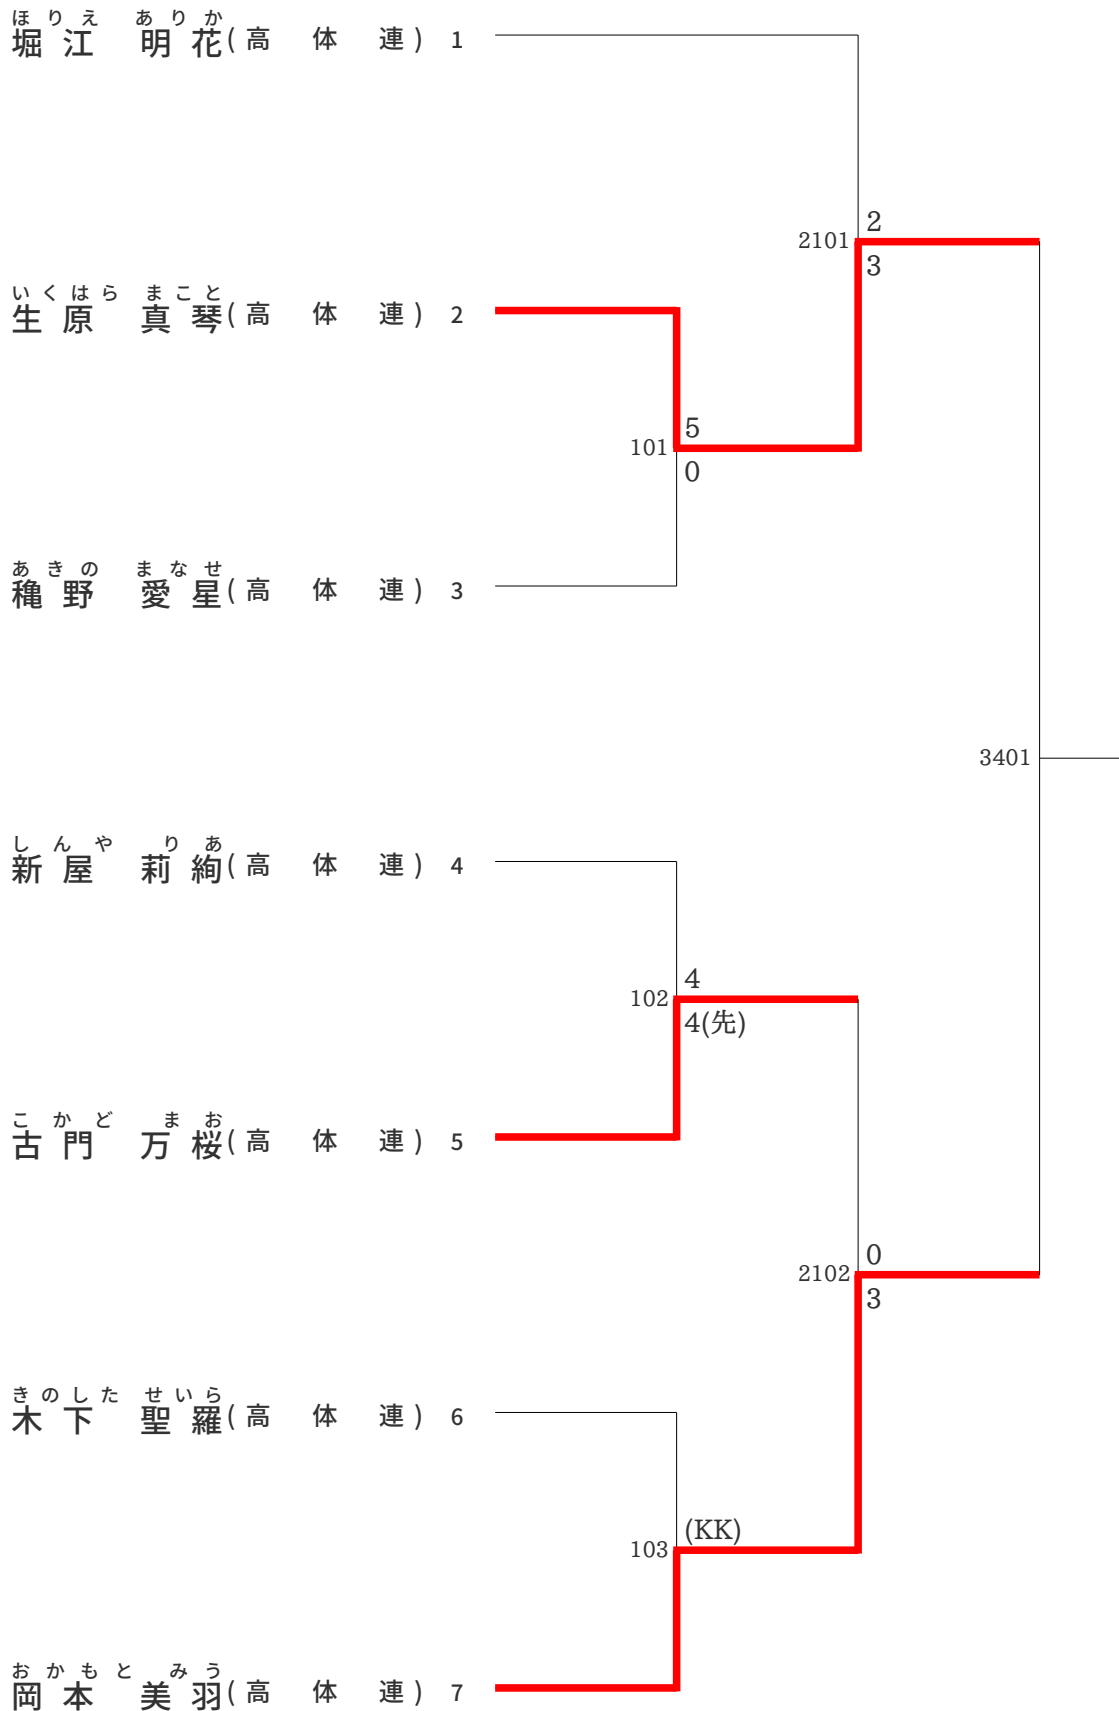 ほりえ ありか
堀江 明花(高体連) 1
2
2101
3
いくはら まこと
生原 真琴(高体連) 2
5
101
0
あきの まなせ
穐野 愛星(高体連) 3
3401
しんや りあ
新屋 莉絢(高体連) 4
4
102
4(先)
こかど まお
古門 万桜(高体連) 5
0
2102
3
きのした せいら
木下 聖羅(高体連) 6
(KK)
103
おかもと みう
岡本 美羽(高体連) 7